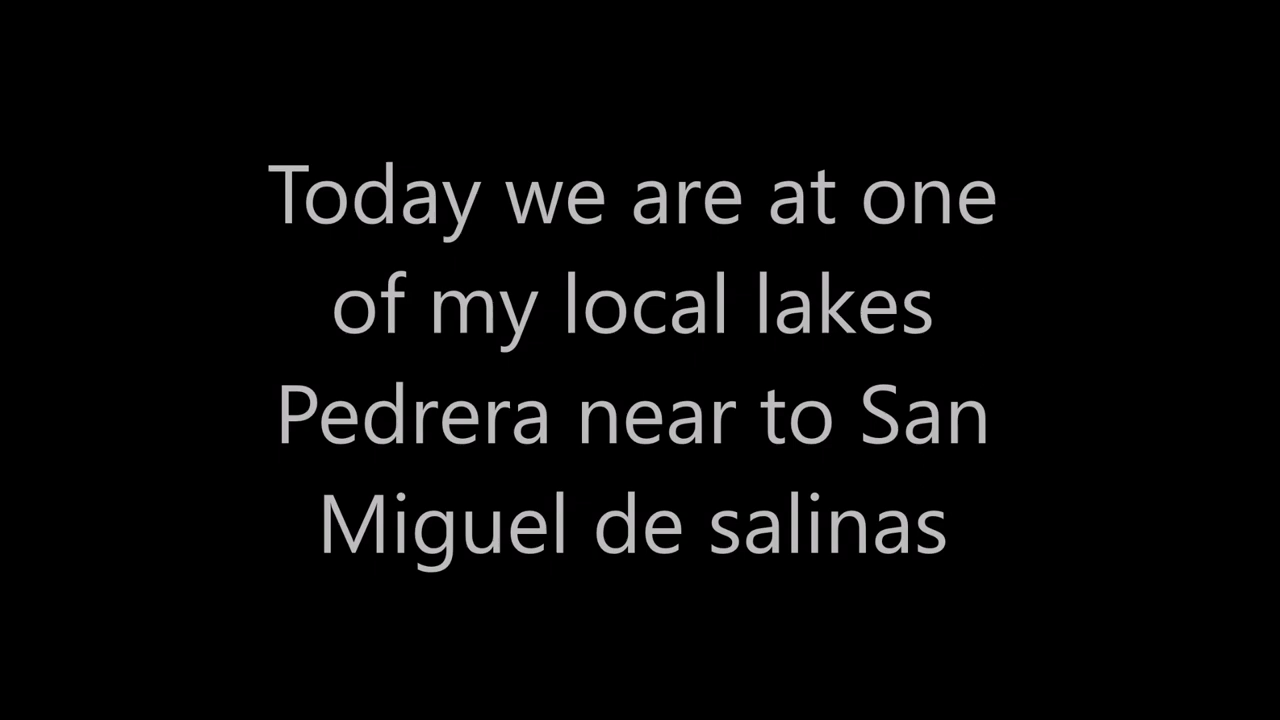 Today we are at one
of my local lakes
Pedrera near to San
Miguel de salinas